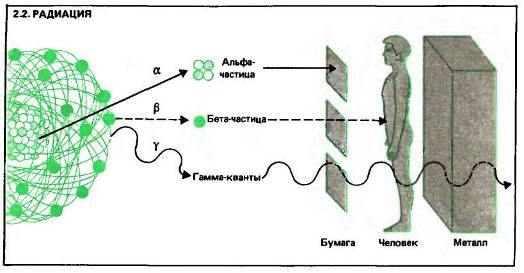 2.2. РАДИАЦИЯ
α
Альфа-
частица
β
Бета-частица
γ
Гамма-кванты
Бумага
Человек
Металл